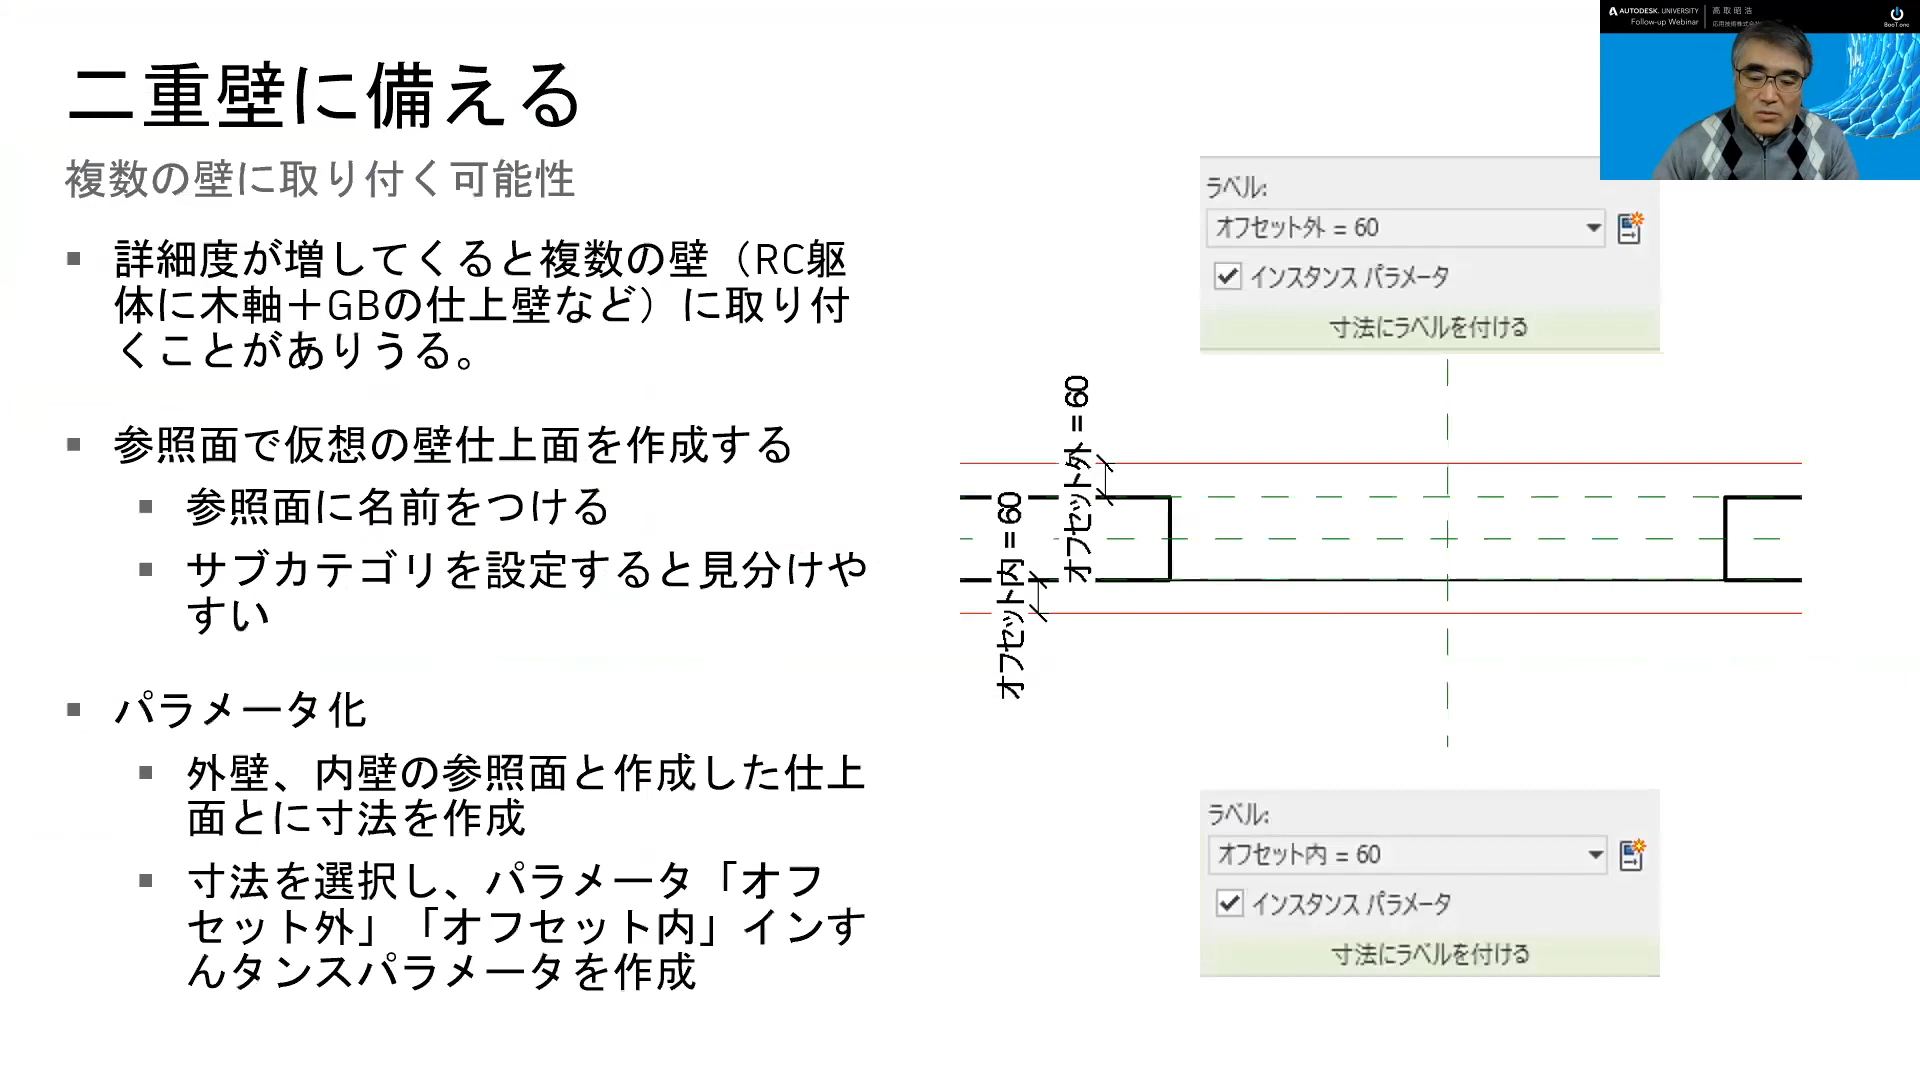 二重壁に備える
複数の壁に取り付く可能性
詳細度が増してくると複数の壁（RC躯
体に木軸＋GBの仕上壁など）に取り付
くことがありうる。
参照面で仮想の壁仕上面を作成する
参照面に名前をつける
サブカテゴリを設定すると見分けや
すい
パラメータ化
外壁、内壁の参照面と作成した仕上
面とに寸法を作成
寸法を選択し、パラメータ「オフ
セット外」「オフセット内」インす
んタンスパラメータを作成
AUTODESK UNIVERSITY
Follow-up Webinar
高取昭浩
応用技術株式会
BooT.one
ラベル:
オフセット外 = 60
インスタンス パラメータ
寸法にラベルを付ける
オフセット外 = 60
オフセット内 = 60
ラベル:
オフセット内 = 60
インスタンス パラメータ
寸法にラベルを付ける